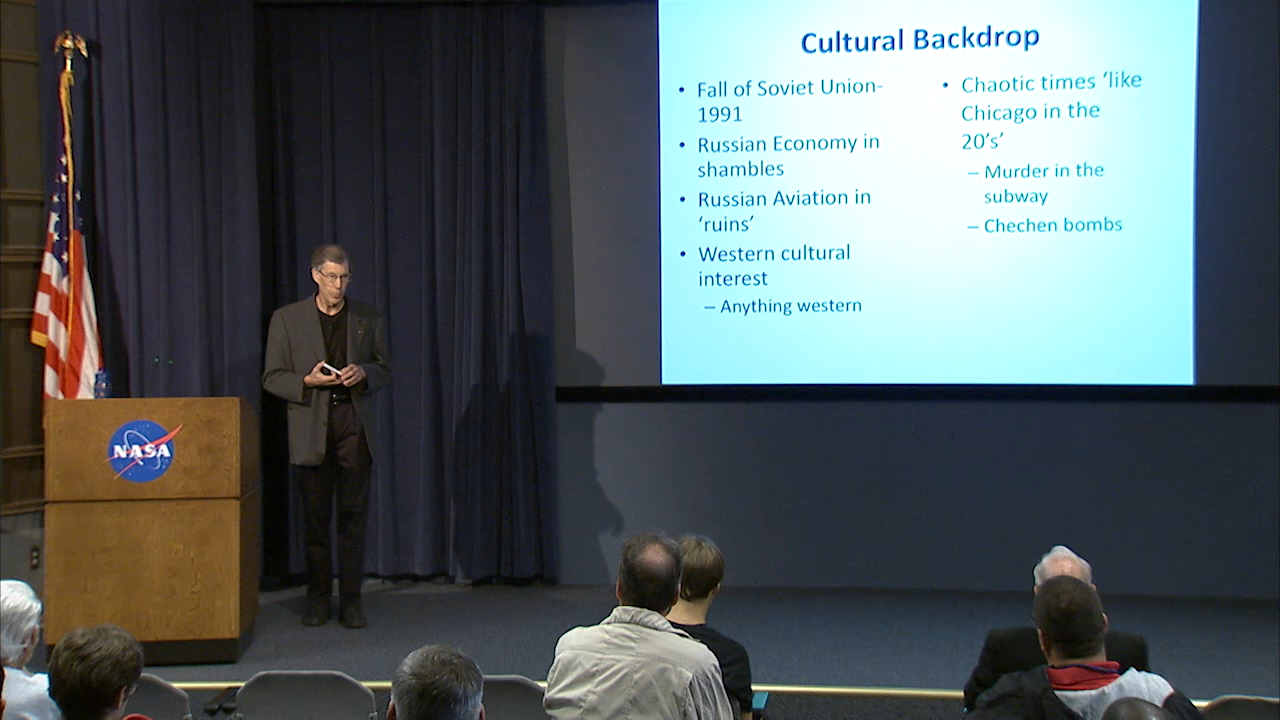 Cultural Backdrop
• Fall of Soviet Union-
1991
• Russian Economy in
shambles
• Russian Aviation in
‘ruins’
• Western cultural
interest
– Anything western
• Chaotic times ‘like
Chicago in the
20’s’
– Murder in the
subway
– Chechen bombs
NASA